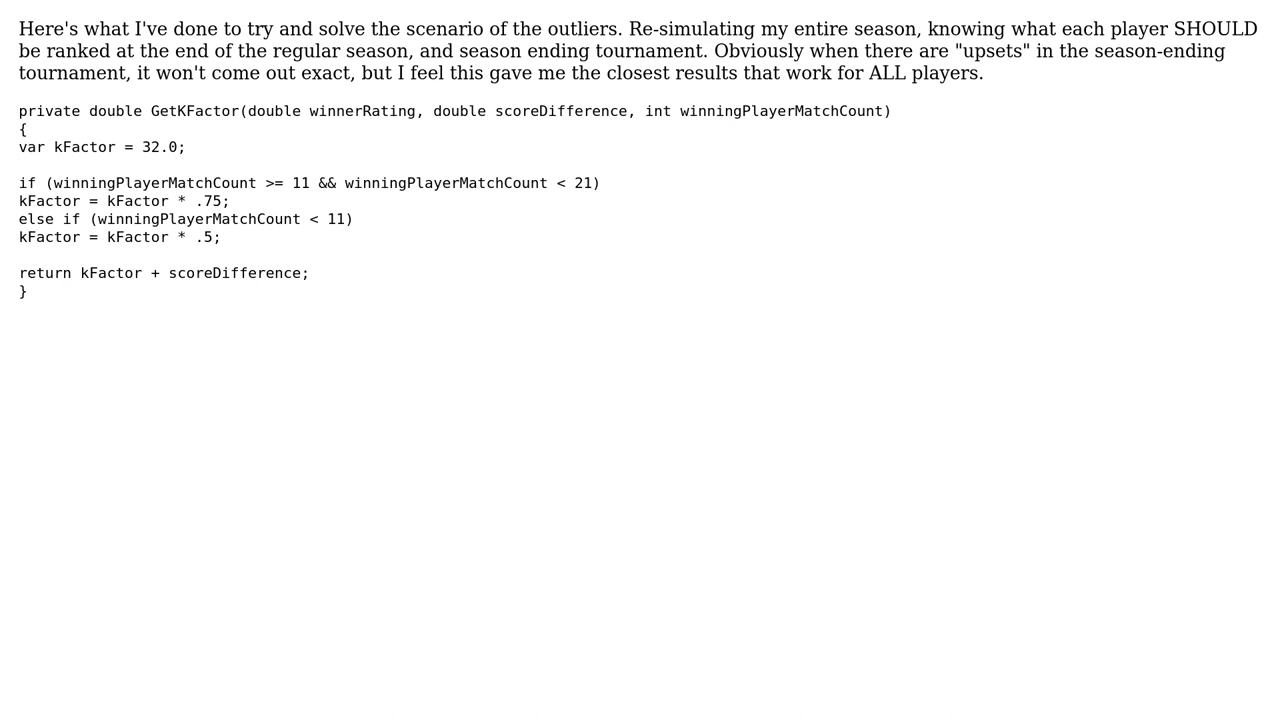 Here's what I've done to try and solve the scenario of the outliers. Re-simulating my entire season, knowing what each player SHOULD
be ranked at the end of the regular season, and season ending tournament. Obviously when there are "upsets" in the season-ending
tournament, it won't come out exact, but I feel this gave me the closest results that work for ALL players.
private double GetKFactor(double winnerRating, double scoreDifference, int winningPlayerMatchCount)
{
var kFactor = 32.0;
if (winningPlayerMatchCount >= 11 && winningPlayerMatchCount < 21)
kFactor = kFactor * .75;
else if (winningPlayerMatchCount < 11)
kFactor = kFactor * .5;
return kFactor + scoreDifference;
}